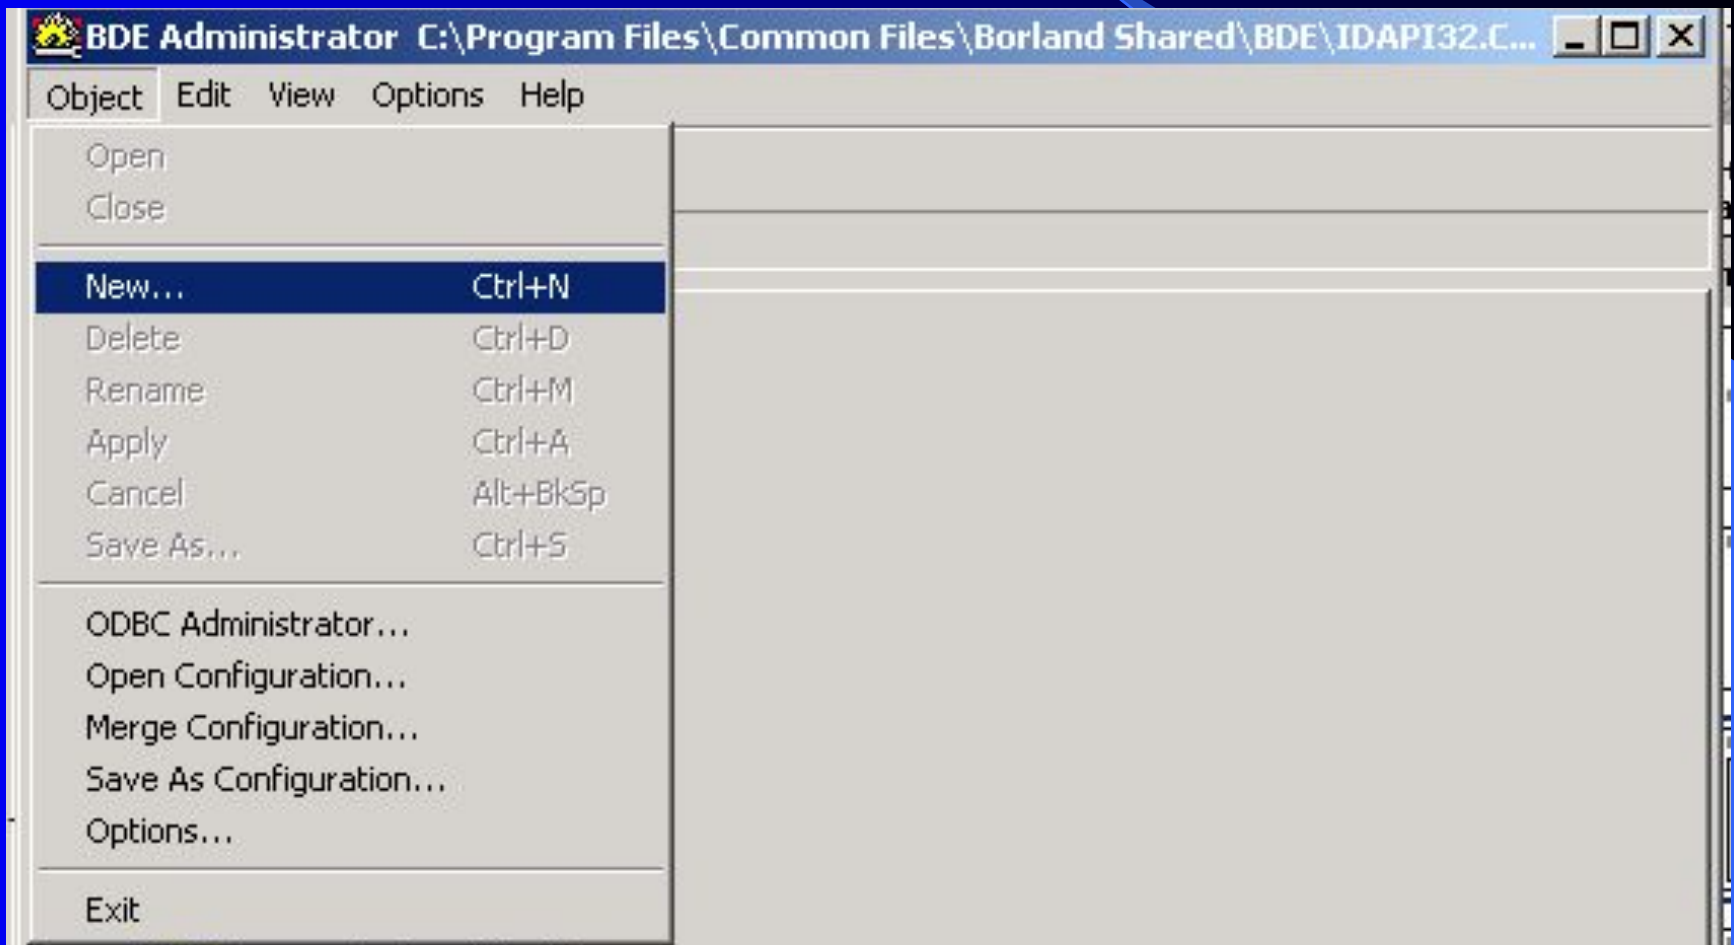 BDE Administrator C:\Program Files\Common Files\Borland Shared\BDE\IDAPI32.C...
Object Edit View Options Help
Open
Close
New... Ctrl+N
Delete Ctrl+D
Rename Ctrl+M
Apply Ctrl+A
Cancel Alt+BkSp
Save As... Ctrl+S
ODBC Administrator...
Open Configuration...
Merge Configuration...
Save As Configuration...
Options...
Exit